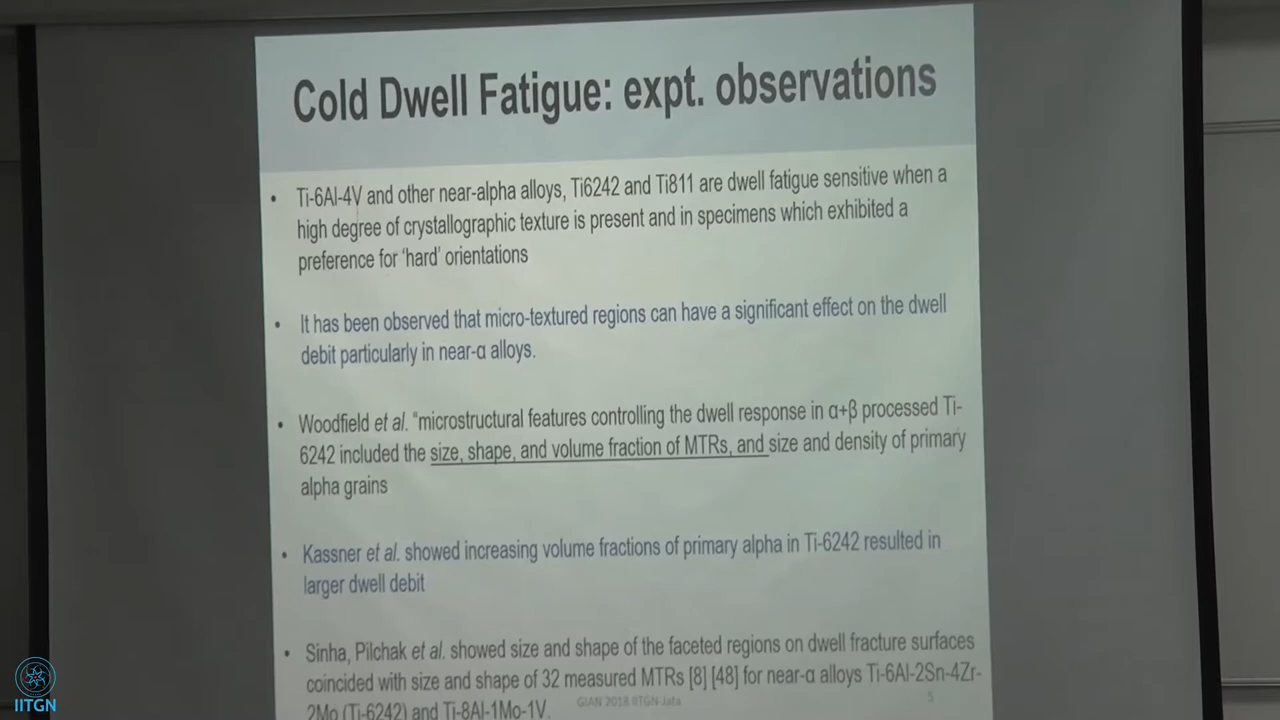 Cold Dwell Fatigue: expt. observations
• Ti-6Al-4V and other near-alpha alloys, Ti6242 and Ti811 are dwell fatigue sensitive when a
high degree of crystallographic texture is present and in specimens which exhibited a
preference for 'hard' orientations
• It has been observed that micro-textured regions can have a significant effect on the dwell
debit particularly in near-α alloys.
• Woodfield et al. "microstructural features controlling the dwell response in α+β processed Ti-
6242 included the size, shape, and volume fraction of MTRs, and size and density of primary
alpha grains
• Kassner et al. showed increasing volume fractions of primary alpha in Ti-6242 resulted in
larger dwell debit
• Sinha, Pilchak et al. showed size and shape of the faceted regions on dwell fracture surfaces
coincided with size and shape of 32 measured MTRs [8] [48] for near-α alloys Ti-6Al-2Sn-4Zr-
2Mo (Ti-6242) and Ti-8Al-1Mo-1V.
GIAN 2018 IITGN-Jata
5
IITGN